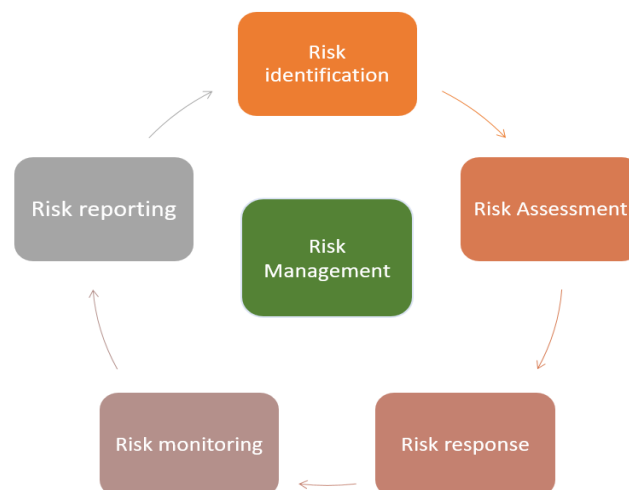 Risk
identification
Risk Assessment
Risk response
Risk monitoring
Risk reporting
Risk
Management